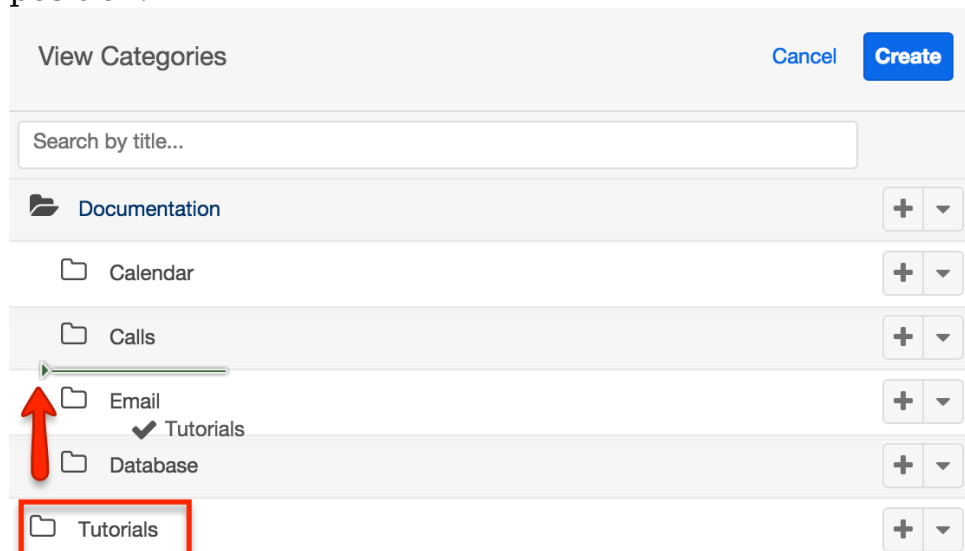 View Categories
Cancel
Create
Search by title...
Documentation
Calendar
Calls
Email
Tutorials
Database
Tutorials